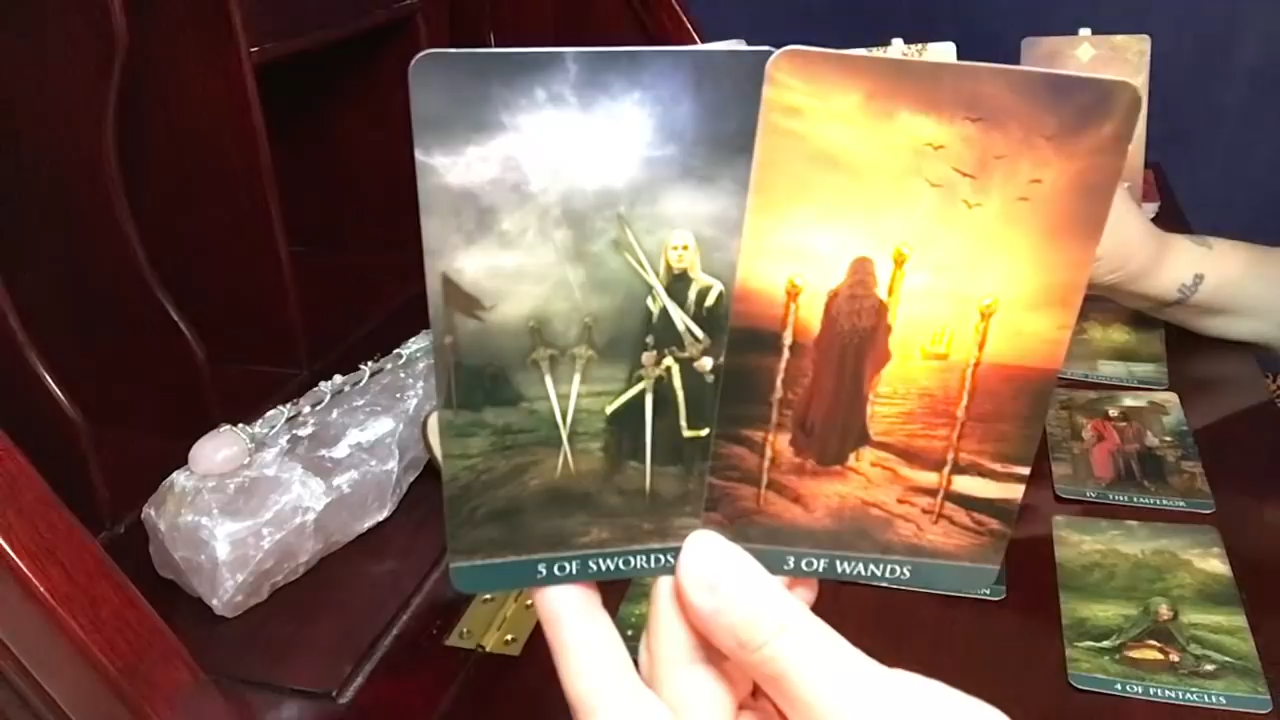 5 OF SWORDS
3 OF WANDS
IV - THE EMPEROR
4 OF PENTACLES